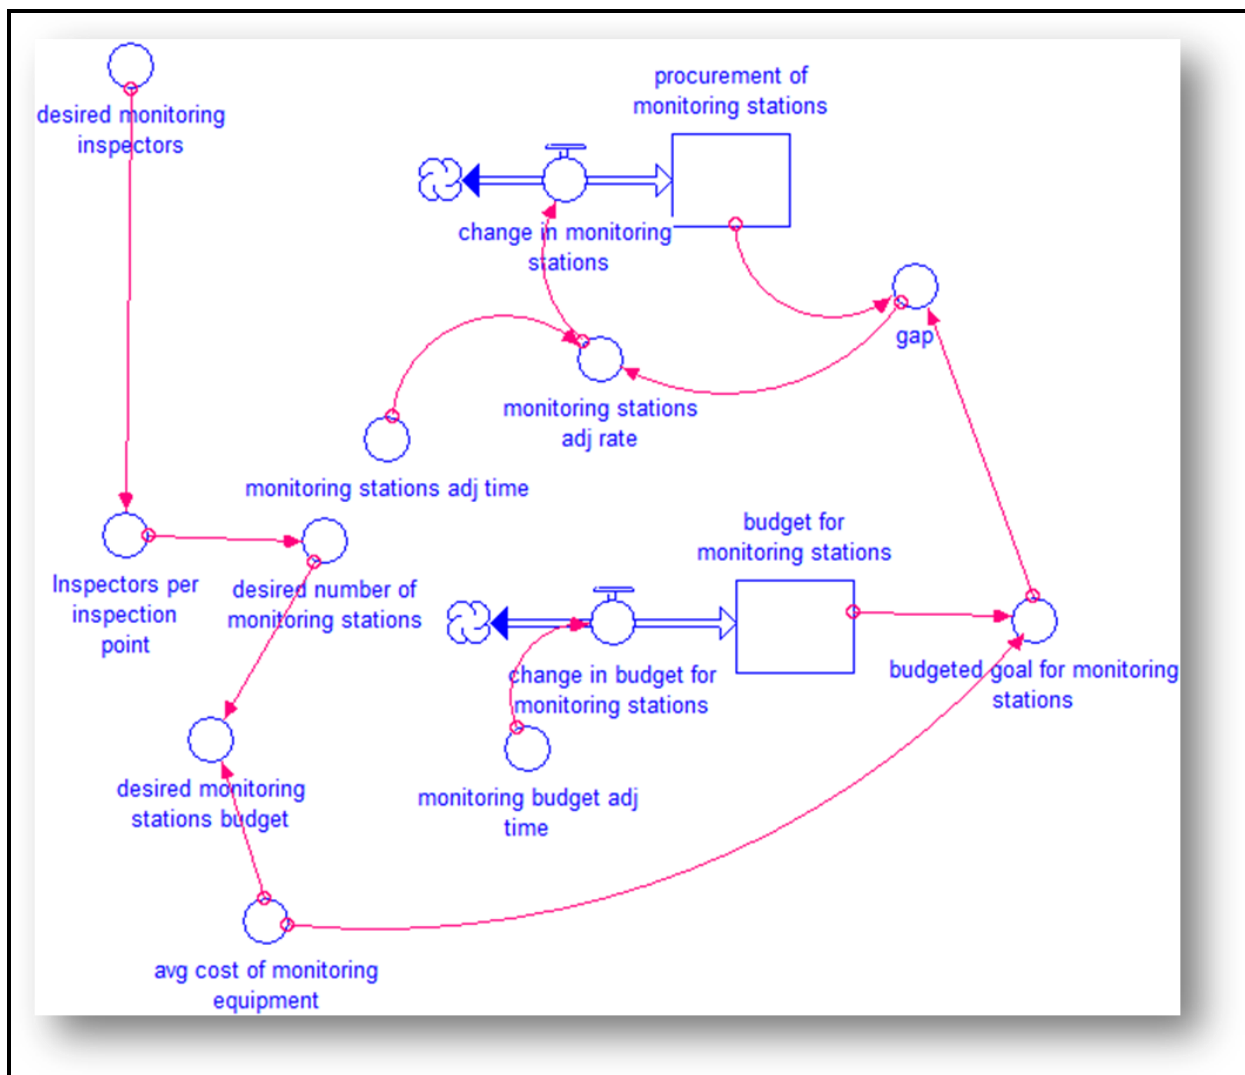 desired monitoring
inspectors
procurement of
monitoring stations
change in monitoring
stations
gap
monitoring stations
adj rate
monitoring stations adj time
Inspectors per
inspection
point
desired number of
monitoring stations
budget for
monitoring stations
change in budget for
monitoring stations
budgeted goal for monitoring
stations
desired monitoring
stations budget
monitoring budget adj
time
avg cost of monitoring
equipment